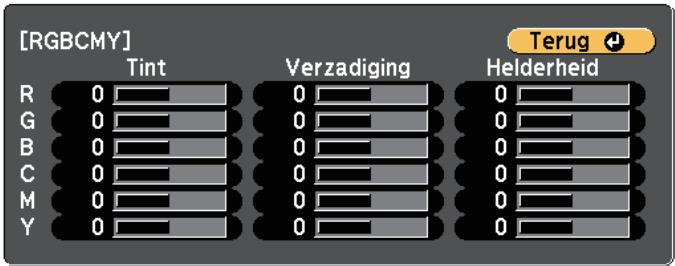 [RGBCMY] Terug
Tint Verzadiging Helderheid
R 0 0 0
G 0 0 0
B 0 0 0
C 0 0 0
M 0 0 0
Y 0 0 0